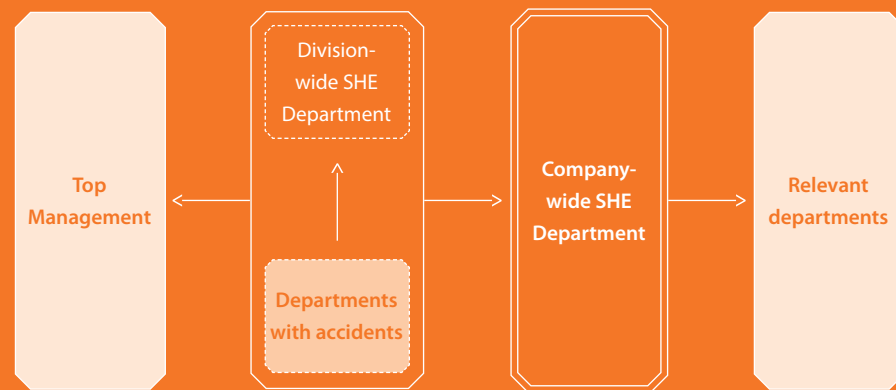 Top
Management
Division-
wide SHE
Department
Departments
with accidents
Company-
wide SHE
Department
Relevant
departments